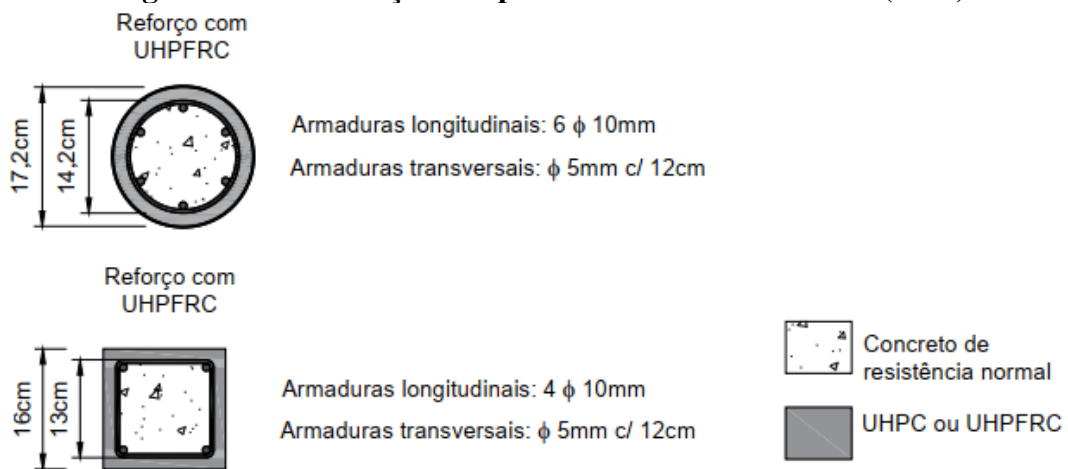 Reforço com
UHPFRC
17,2cm
14,2cm
Armaduras longitudinais: 6 ϕ 10mm
Armaduras transversais: ϕ 5mm c/ 12cm
Reforço com
UHPFRC
16cm
13cm
Armaduras longitudinais: 4 ϕ 10mm
Armaduras transversais: ϕ 5mm c/ 12cm
Concreto de
resistência normal
UHPC ou UHPFRC